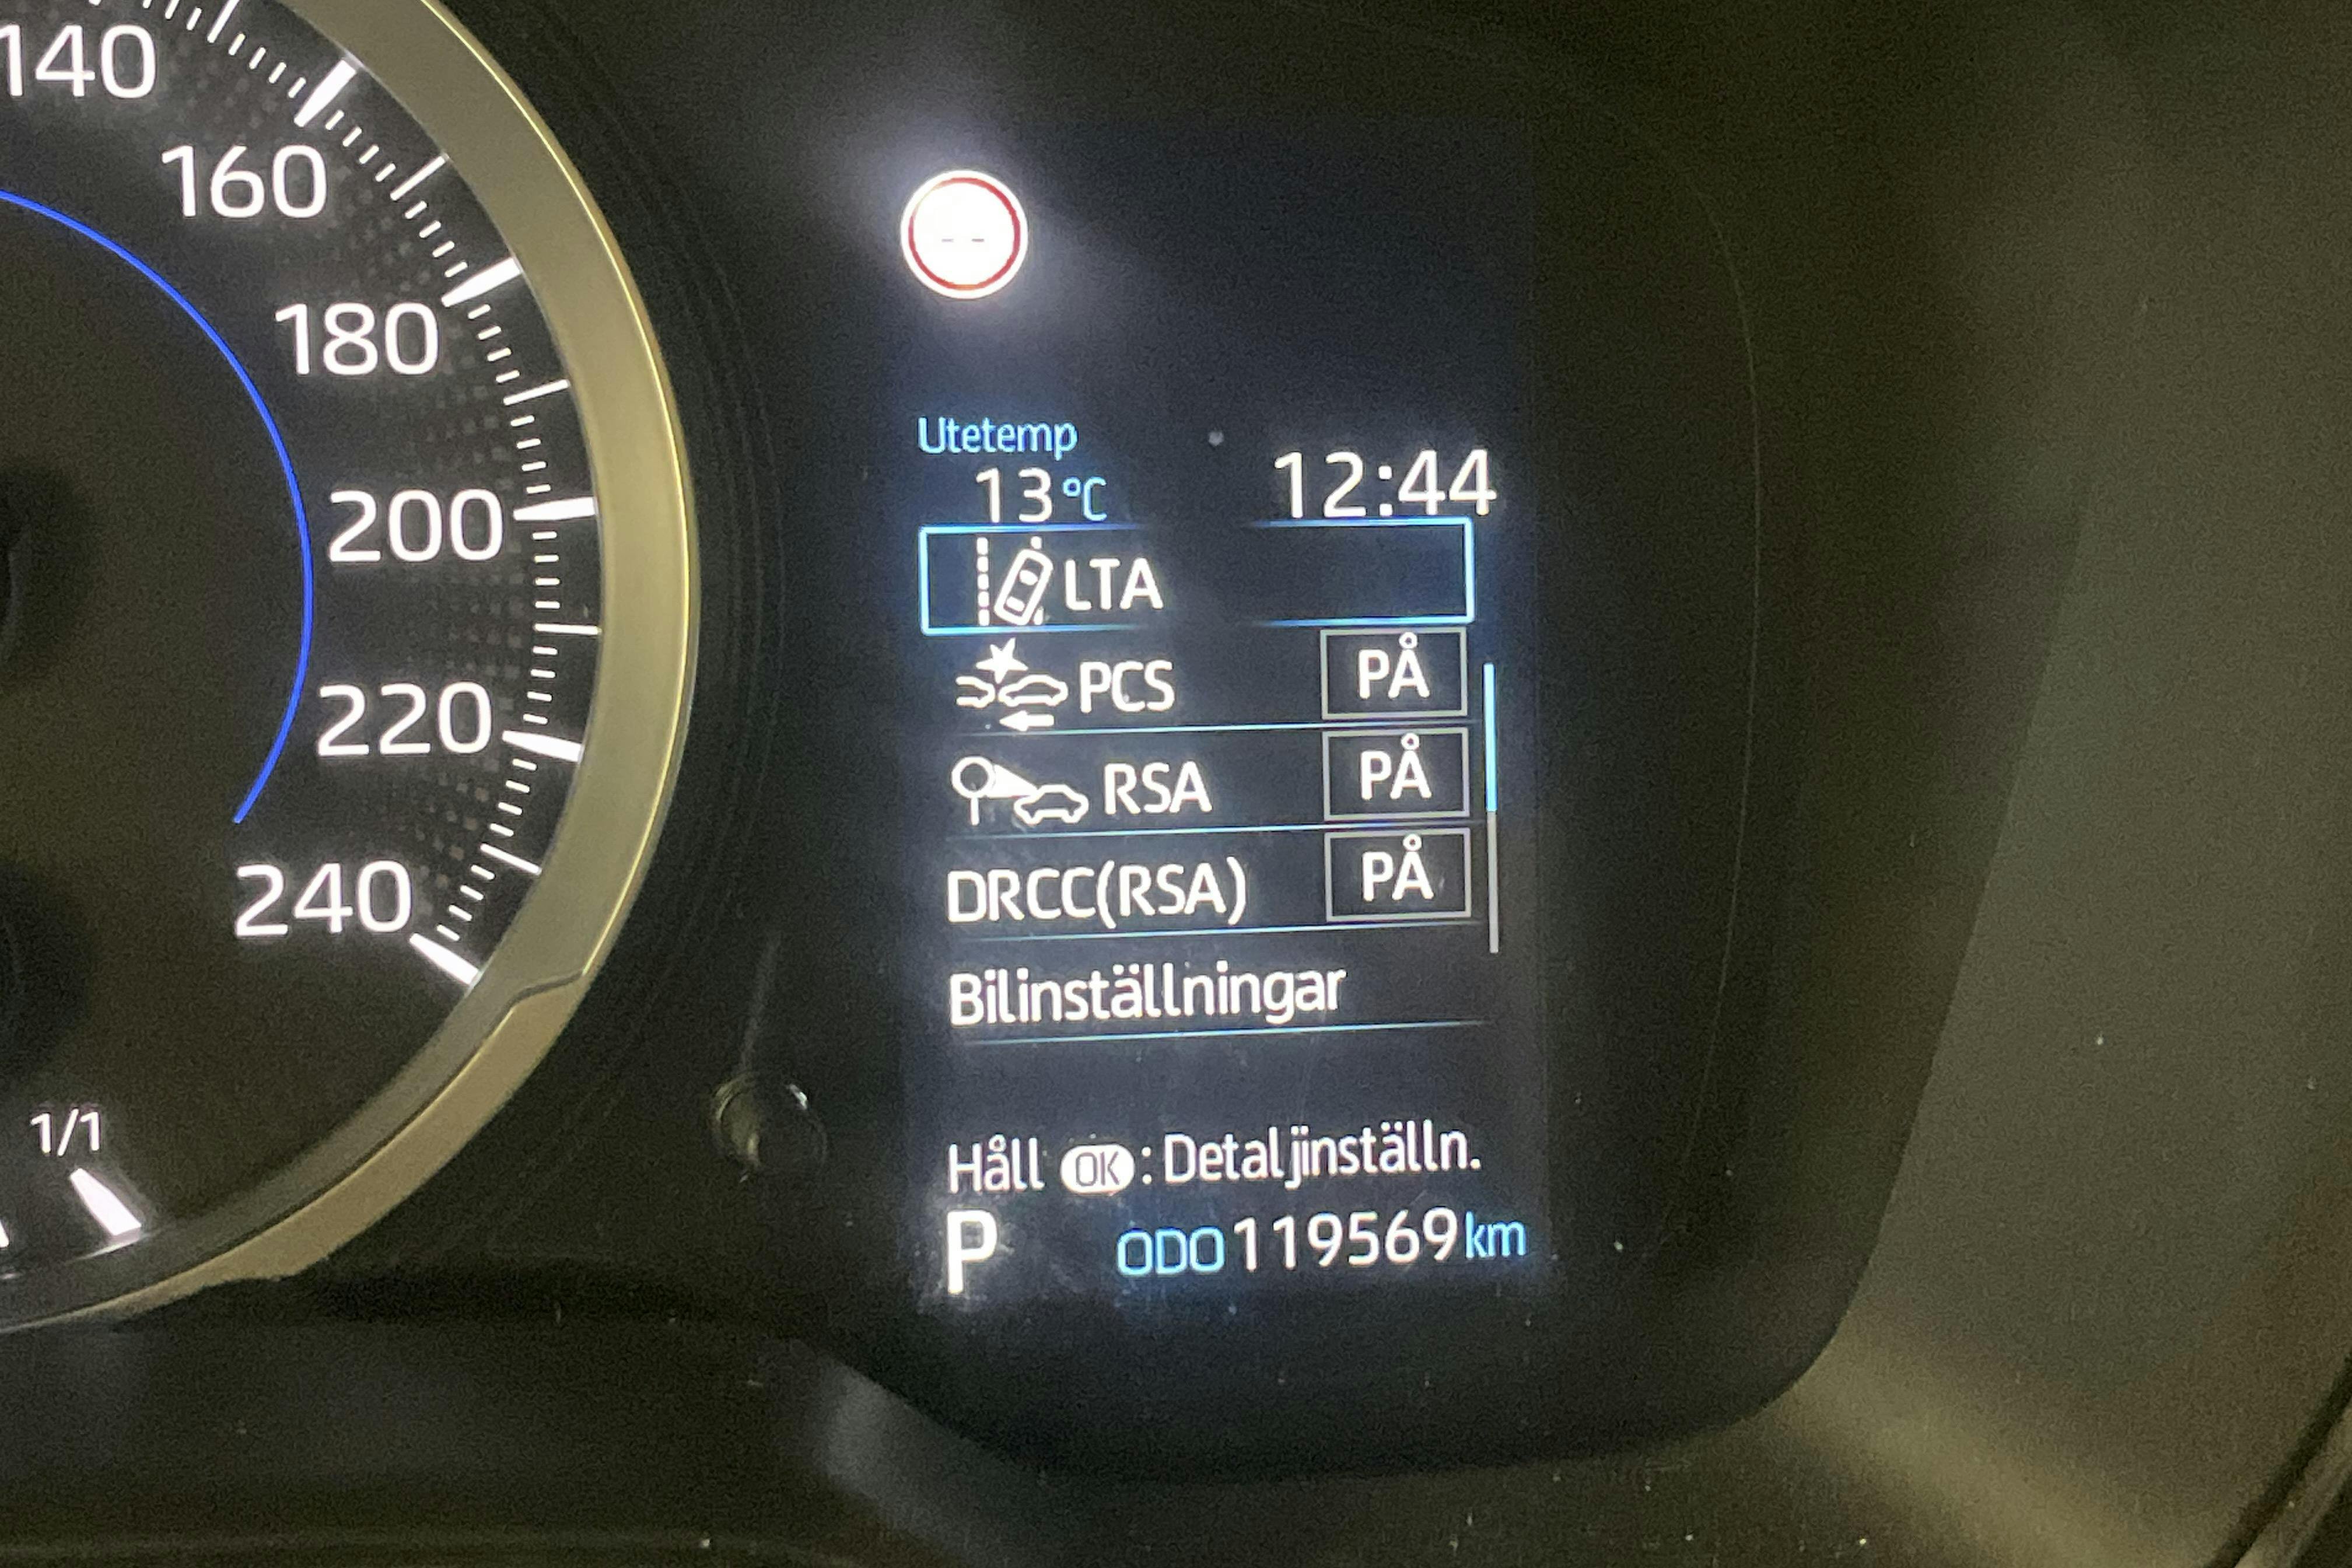 140
160
180
200
220
240
1/1
--
Utetemp
13°C 12:44
LTA
PCS PÅ
RSA PÅ
DRCC(RSA) PÅ
Bilinställningar
Håll OK: Detaljinställn.
P ODO 119569 km